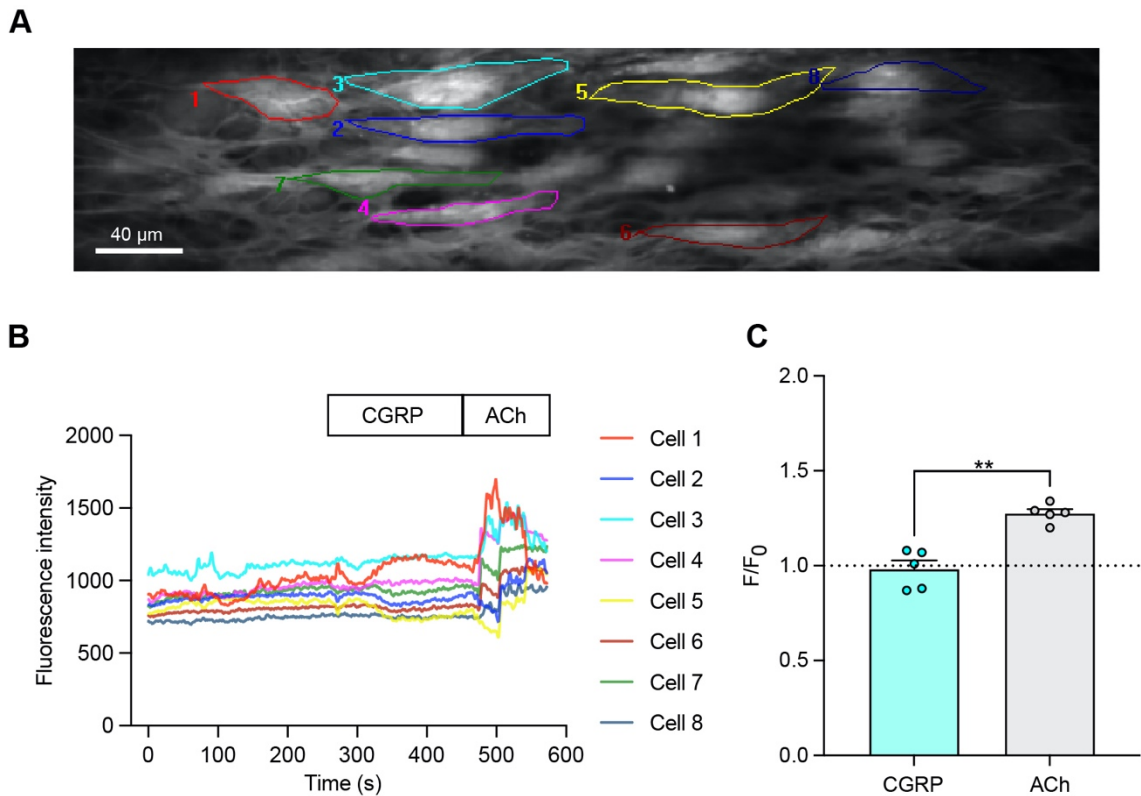 A
1
3
2
5
8
7
4
6
40 µm
B
CGRP
ACh
Fluorescence intensity
2000
1500
1000
500
0
0
100
200
300
400
500
600
Time (s)
Cell 1
Cell 2
Cell 3
Cell 4
Cell 5
Cell 6
Cell 7
Cell 8
C
F/F0
2.0
1.5
1.0
0.5
0.0
**
CGRP
ACh